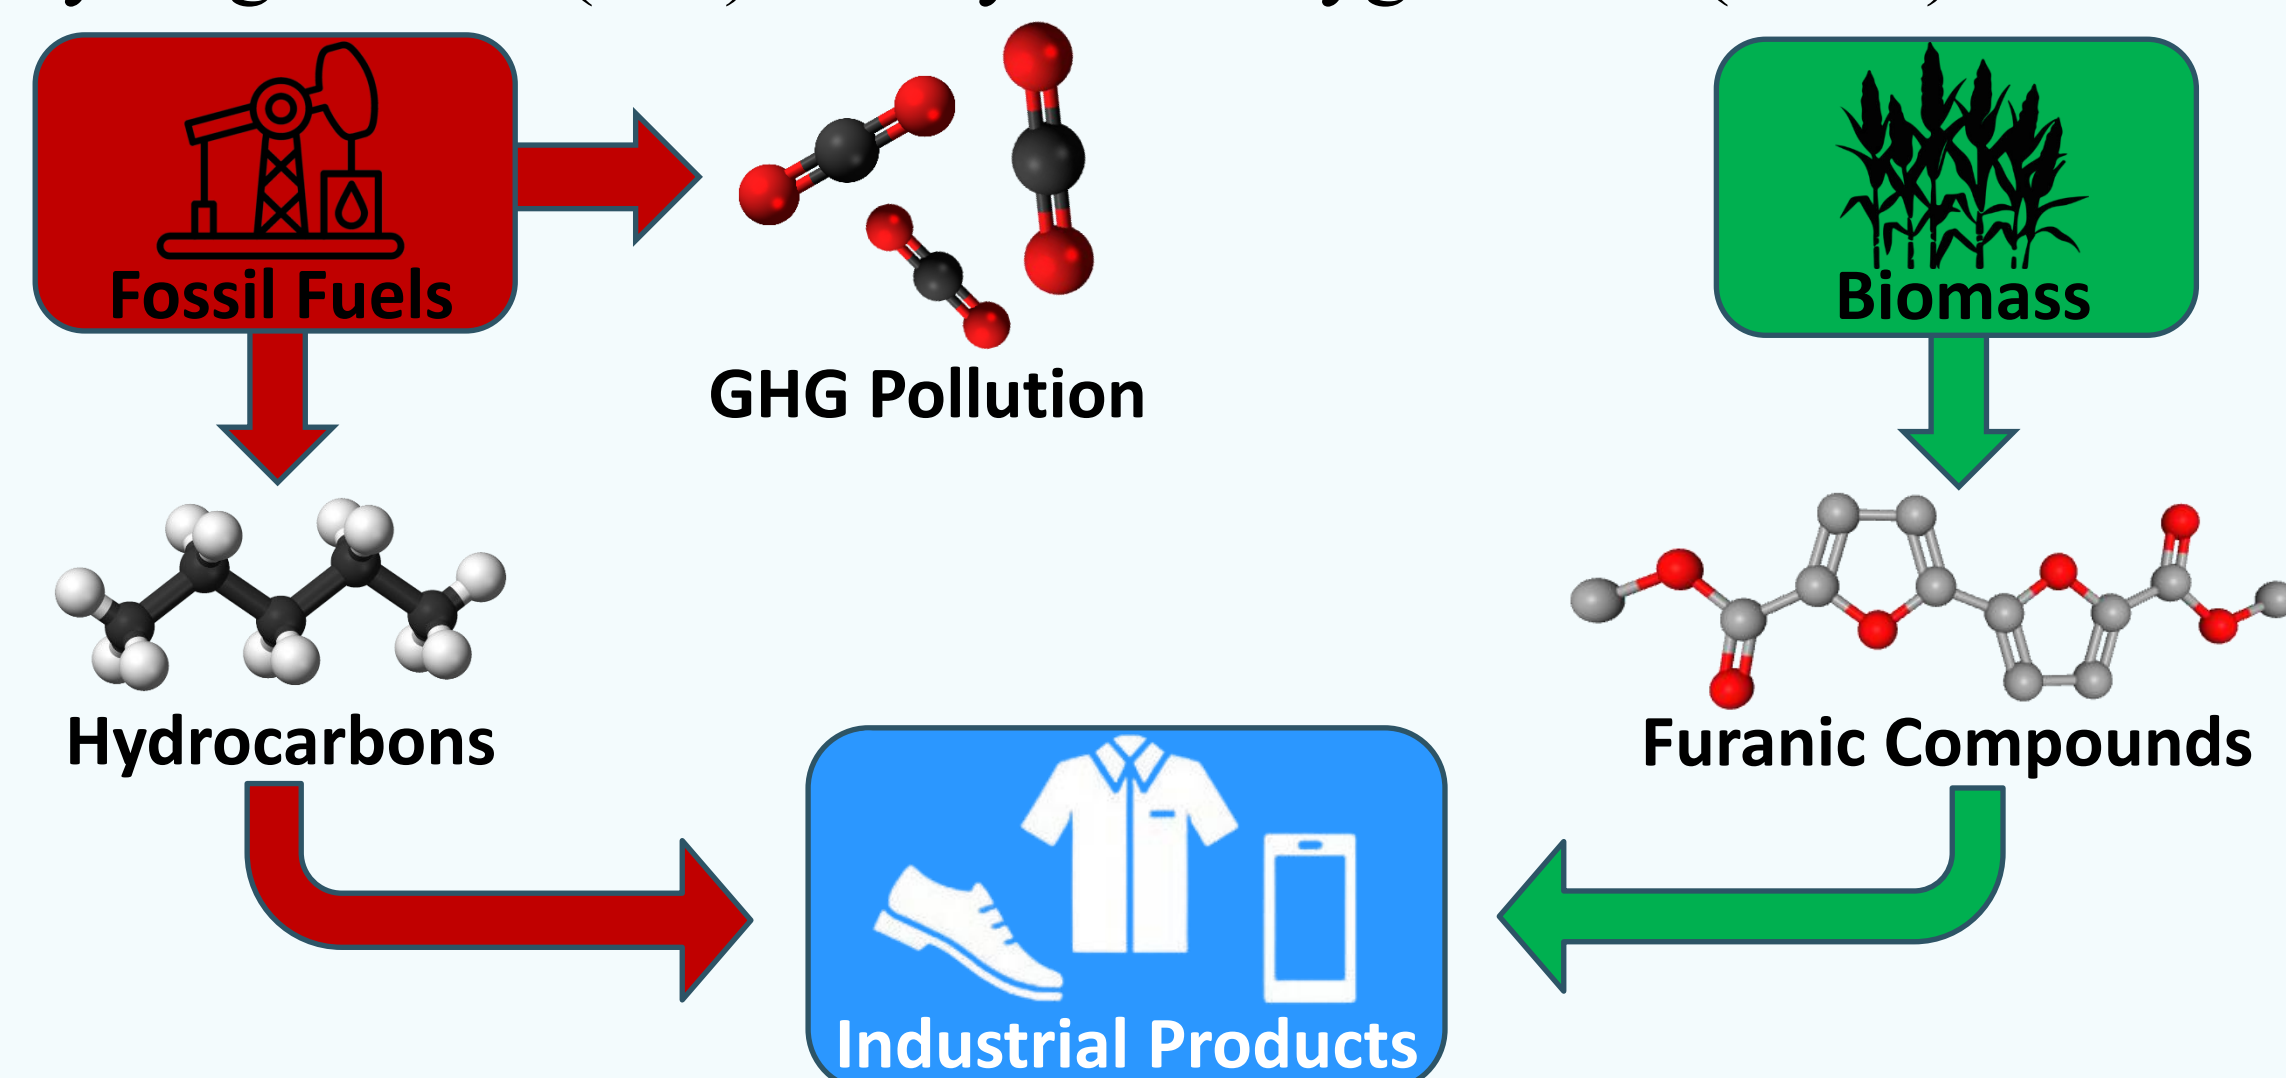 Fossil Fuels
Biomass
GHG Pollution
Hydrocarbons
Furanic Compounds
Industrial Products